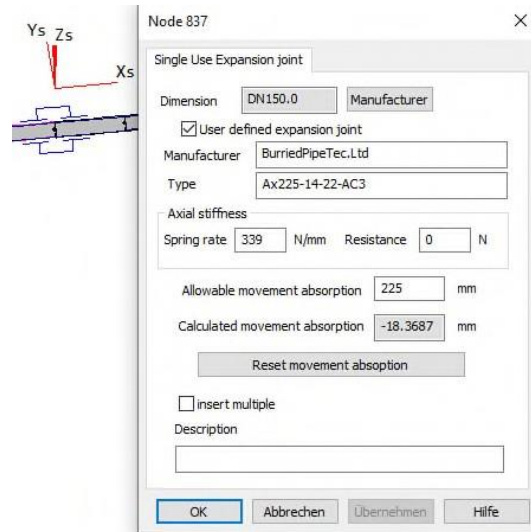 Node 837
Ys Zs
Xs
Single Use Expansion joint
Dimension DN150.0 Manufacturer
User defined expansion joint
Manufacturer BurriedPipeTec.Ltd
Type Ax225-14-22-AC3
Axial stiffness
Spring rate 339 N/mm Resistance 0 N
Allowable movement absorption 225 mm
Calculated movement absorption -18.3687 mm
Reset movement absoption
insert multiple
Description
OK Abbrechen Übernehmen Hilfe